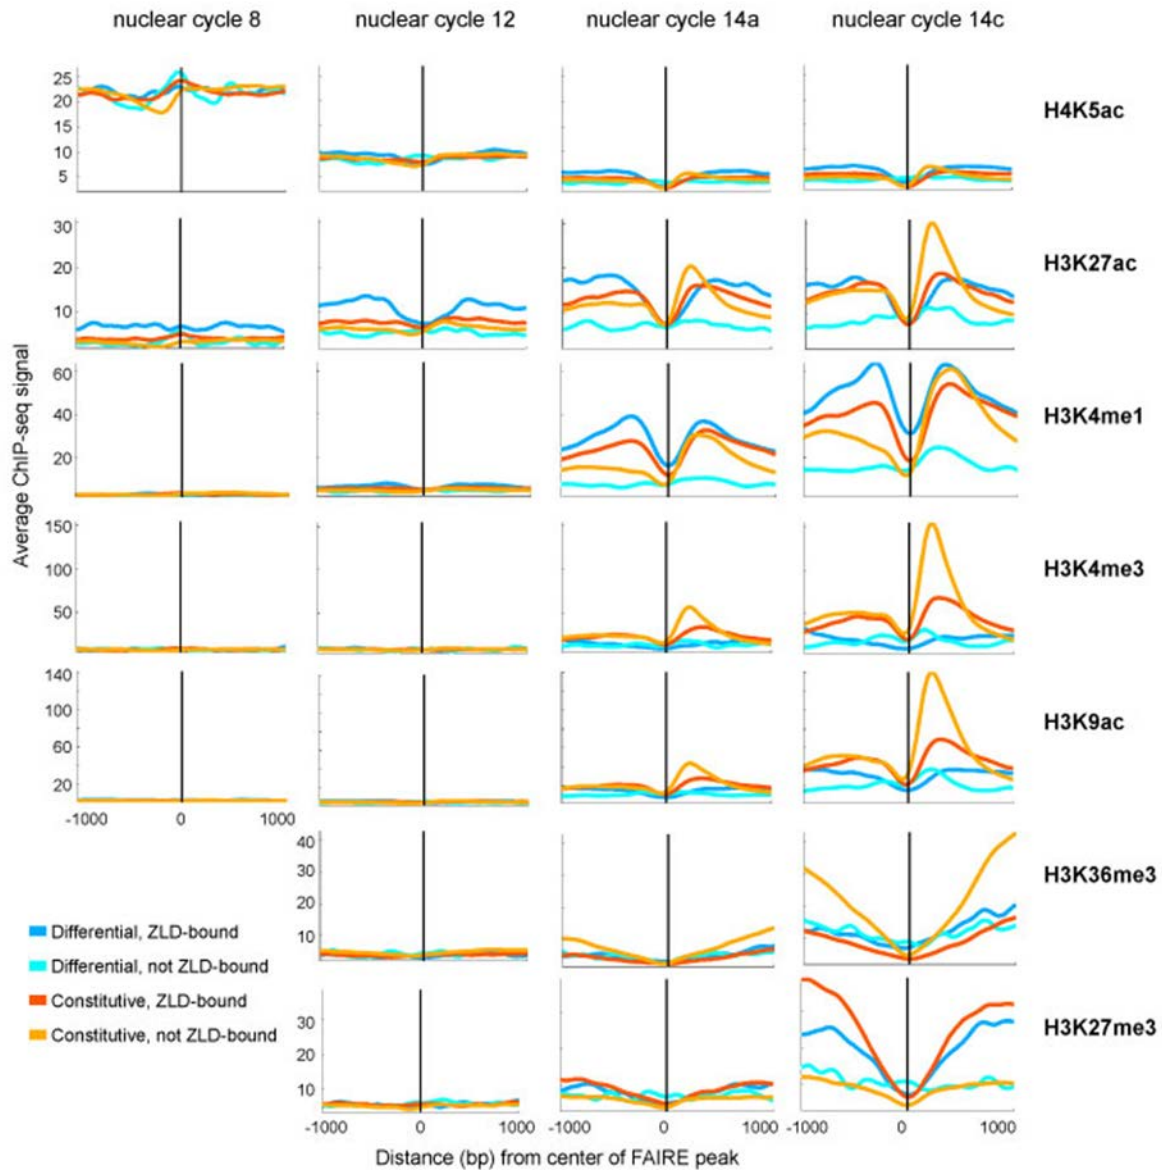 nuclear cycle 8 nuclear cycle 12 nuclear cycle 14a nuclear cycle 14c
25
20
15
10
5
H4K5ac
30
20
10
H3K27ac
Average ChIP-seq signal
60
40
20
H3K4me1
150
100
50
H3K4me3
140
100
60
20
H3K9ac
-1000 0 1000
40
30
20
10
H3K36me3
Differential, ZLD-bound
Differential, not ZLD-bound
Constitutive, ZLD-bound
Constitutive, not ZLD-bound
30
20
10
H3K27me3
-1000 0 1000 -1000 0 1000 -1000 0 1000
Distance (bp) from center of FAIRE peak